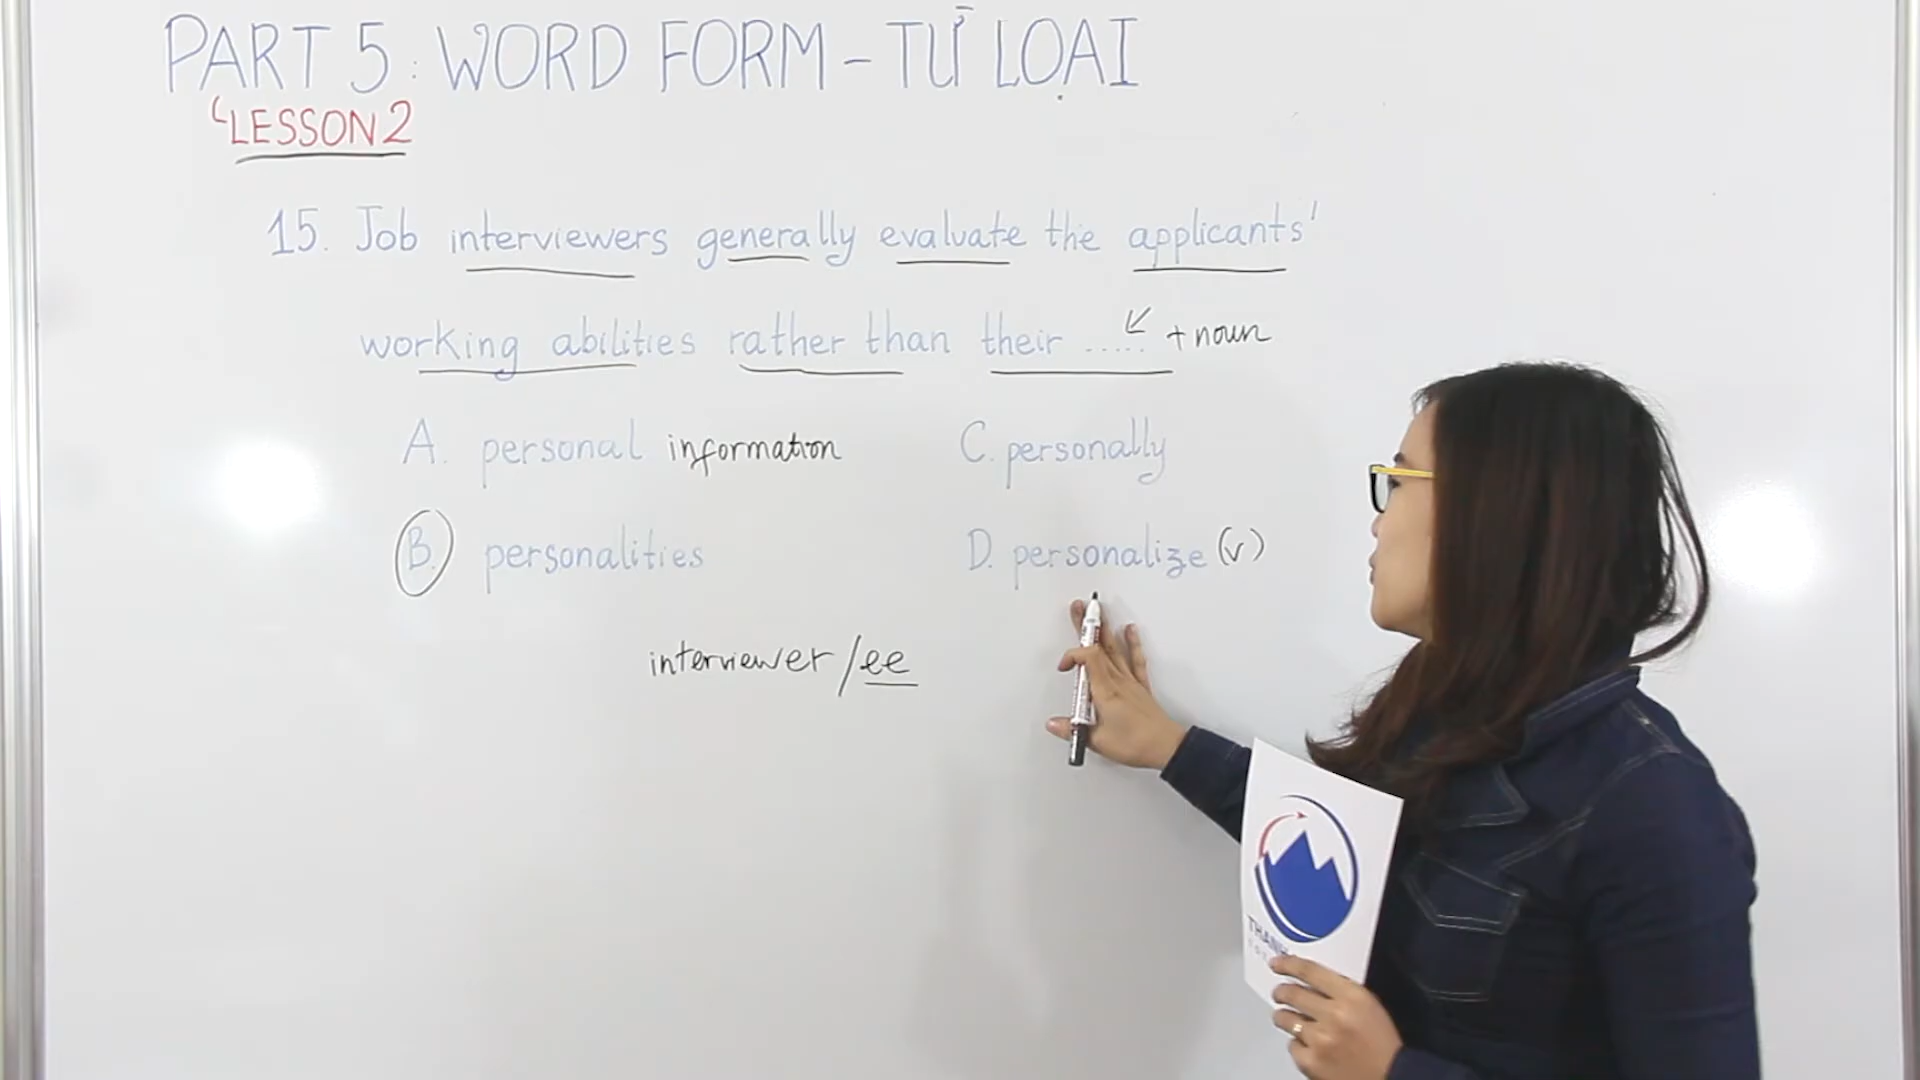 PART 5: WORD FORM - TỪ LOẠI
LESSON 2
15. Job interviewers generally evaluate the applicants'
working abilities rather than their ..... + noun
A. personal information
C. personally
B. personalities
D. personalize (v)
interviewer / ee
THANH